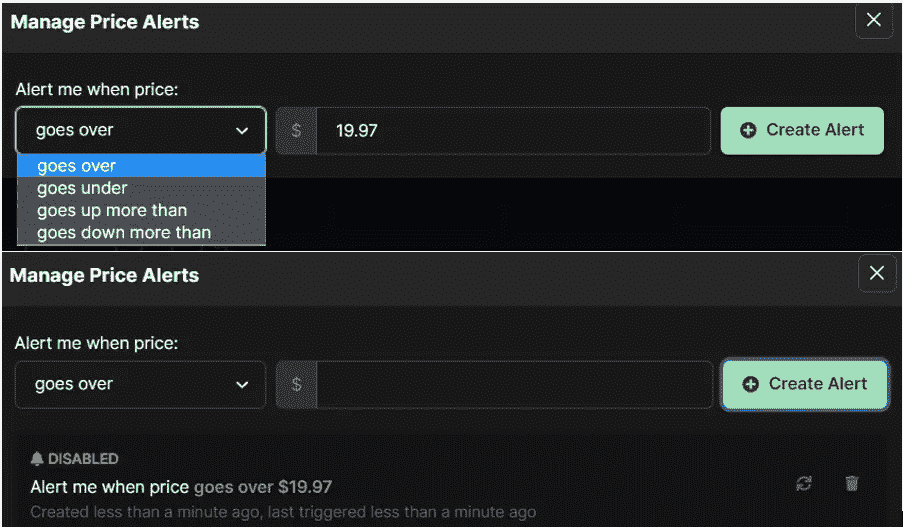 Manage Price Alerts
Alert me when price:
goes over
$ 19.97
Create Alert
goes over
goes under
goes up more than
goes down more than
Manage Price Alerts
Alert me when price:
goes over
$
Create Alert
DISABLED
Alert me when price goes over $19.97
Created less than a minute ago, last triggered less than a minute ago